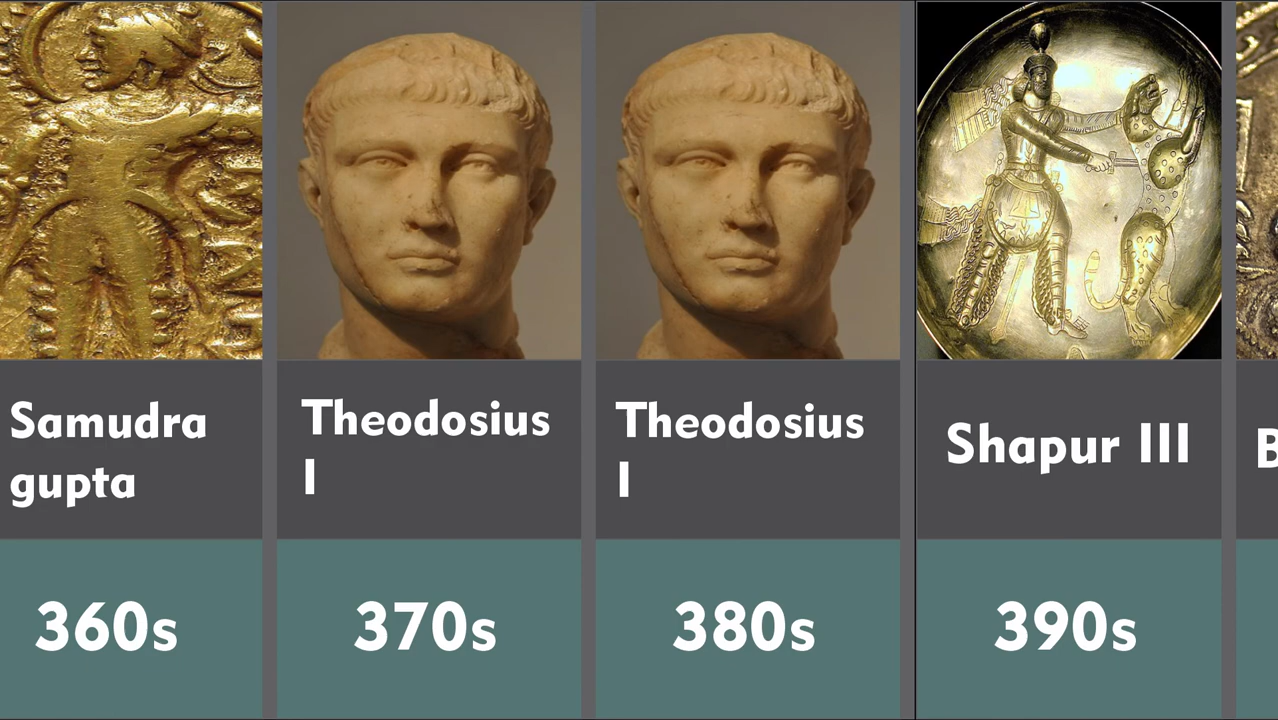 Samudra
gupta
Theodosius
I
Theodosius
I
Shapur III
B
360s
370s
380s
390s